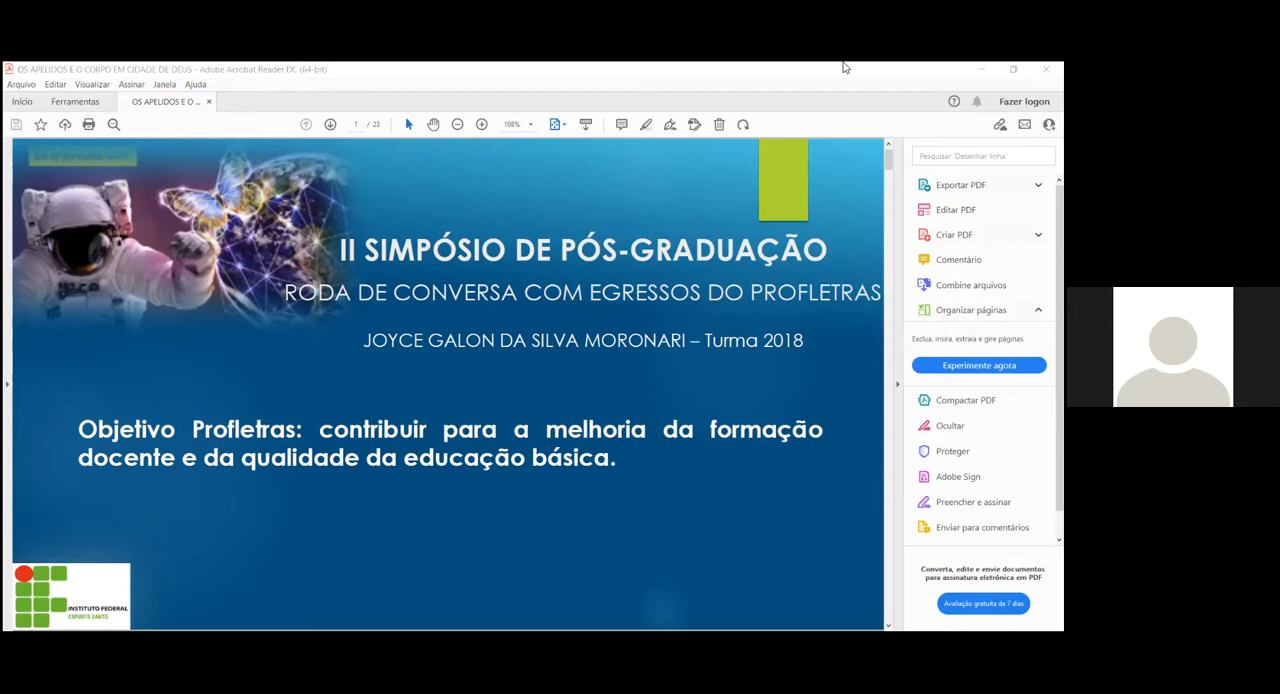 OS APELIDOS E O CORPO EM CIDADE DE DEUS - Adobe Acrobat Reader DC (64-bit)
Arquivo Editar Visualizar Assinar Janela Ajuda
Início Ferramentas OS APELIDOS E O ... ×
1 / 23 108%
Fazer logon
Pesquisar 'Desenhar linha'
Exportar PDF
Editar PDF
Criar PDF
Comentário
Combine arquivos
Organizar páginas
Exclua, insira, extraia e gire páginas.
Experimente agora
Compactar PDF
Ocultar
Proteger
Adobe Sign
Preencher e assinar
Enviar para comentários
Converta, edite e envie documentos
para assinatura eletrônica em PDF
Avaliação gratuita de 7 dias
II SIMPÓSIO DE PÓS-GRADUAÇÃO
RODA DE CONVERSA COM EGRESSOS DO PROFLETRAS
JOYCE GALON DA SILVA MORONARI – Turma 2018
Objetivo Profletras: contribuir para a melhoria da formação
docente e da qualidade da educação básica.
INSTITUTO FEDERAL
ESPÍRITO SANTO